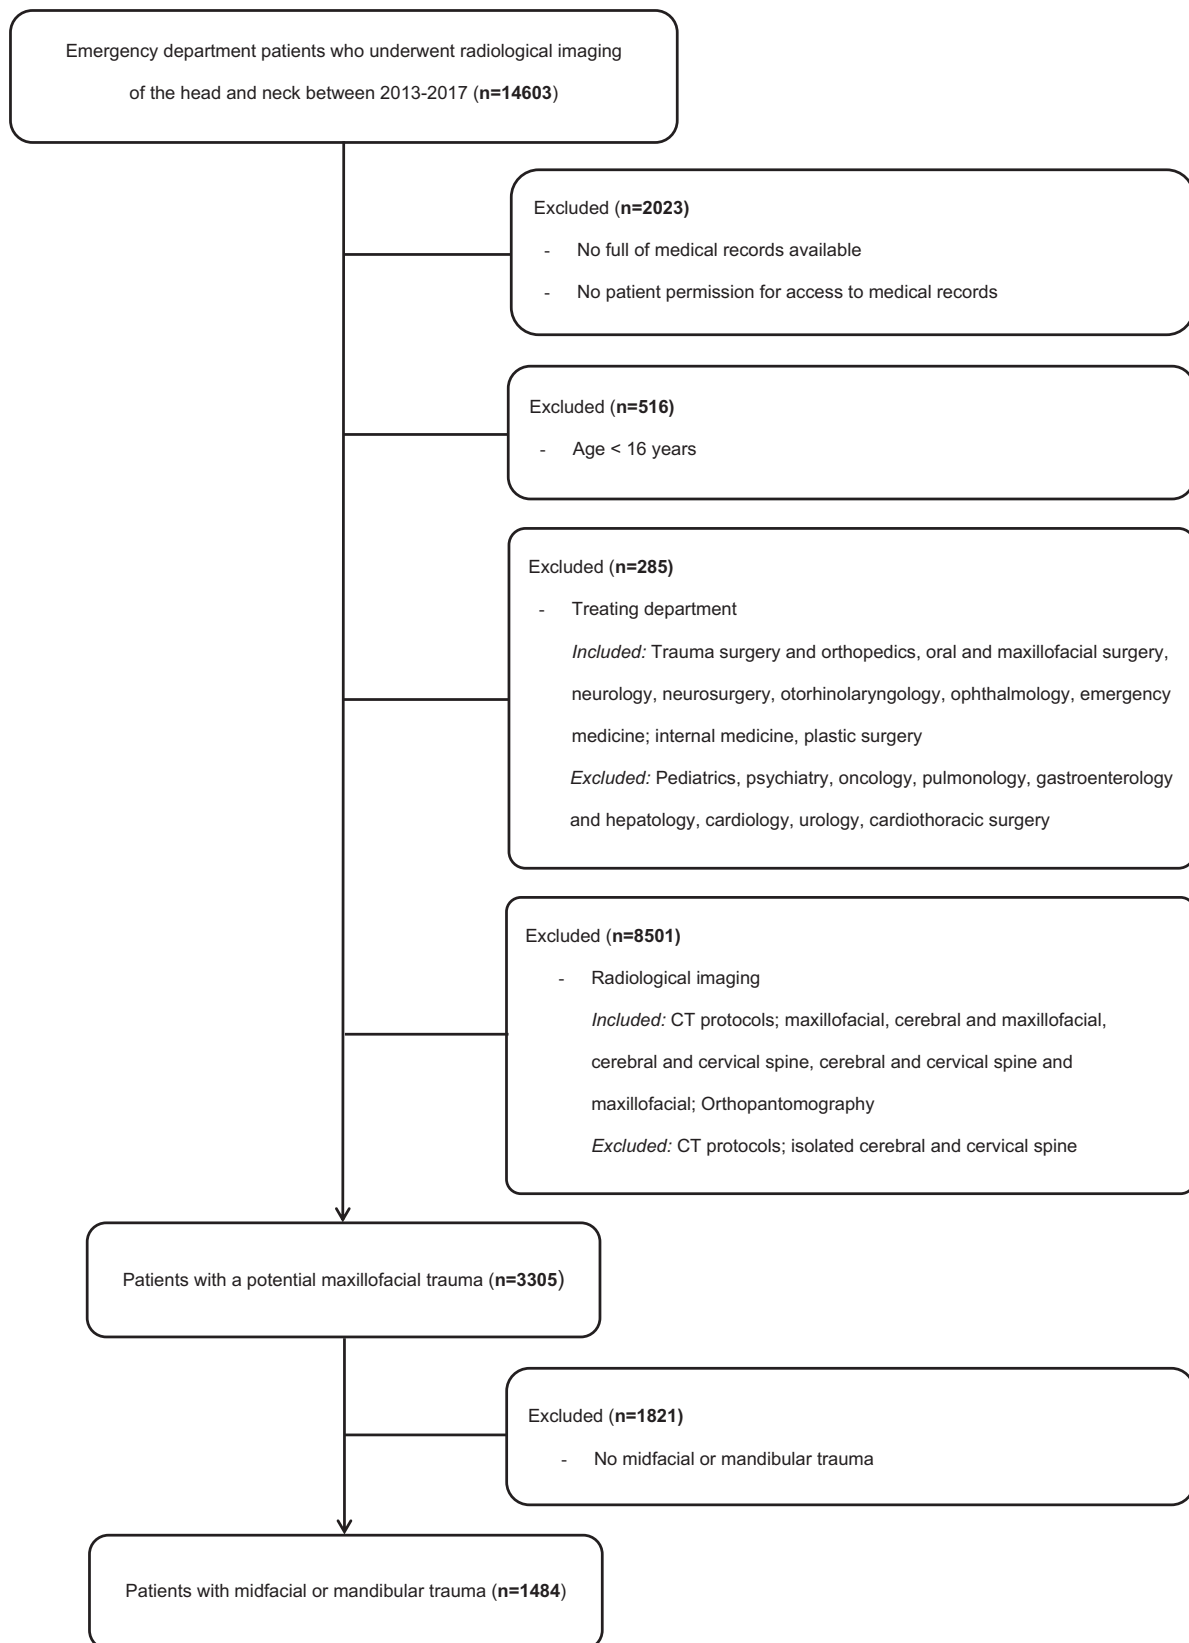 Emergency department patients who underwent radiological imaging
of the head and neck between 2013-2017 (n=14603)
Excluded (n=2023)
- No full of medical records available
- No patient permission for access to medical records
Excluded (n=516)
- Age < 16 years
Excluded (n=285)
- Treating department
Included: Trauma surgery and orthopedics, oral and maxillofacial surgery,
neurology, neurosurgery, otorhinolaryngology, ophthalmology, emergency
medicine; internal medicine, plastic surgery
Excluded: Pediatrics, psychiatry, oncology, pulmonology, gastroenterology
and hepatology, cardiology, urology, cardiothoracic surgery
Excluded (n=8501)
- Radiological imaging
Included: CT protocols; maxillofacial, cerebral and maxillofacial,
cerebral and cervical spine, cerebral and cervical spine and
maxillofacial; Orthopantomography
Excluded: CT protocols; isolated cerebral and cervical spine
Patients with a potential maxillofacial trauma (n=3305)
Excluded (n=1821)
- No midfacial or mandibular trauma
Patients with midfacial or mandibular trauma (n=1484)